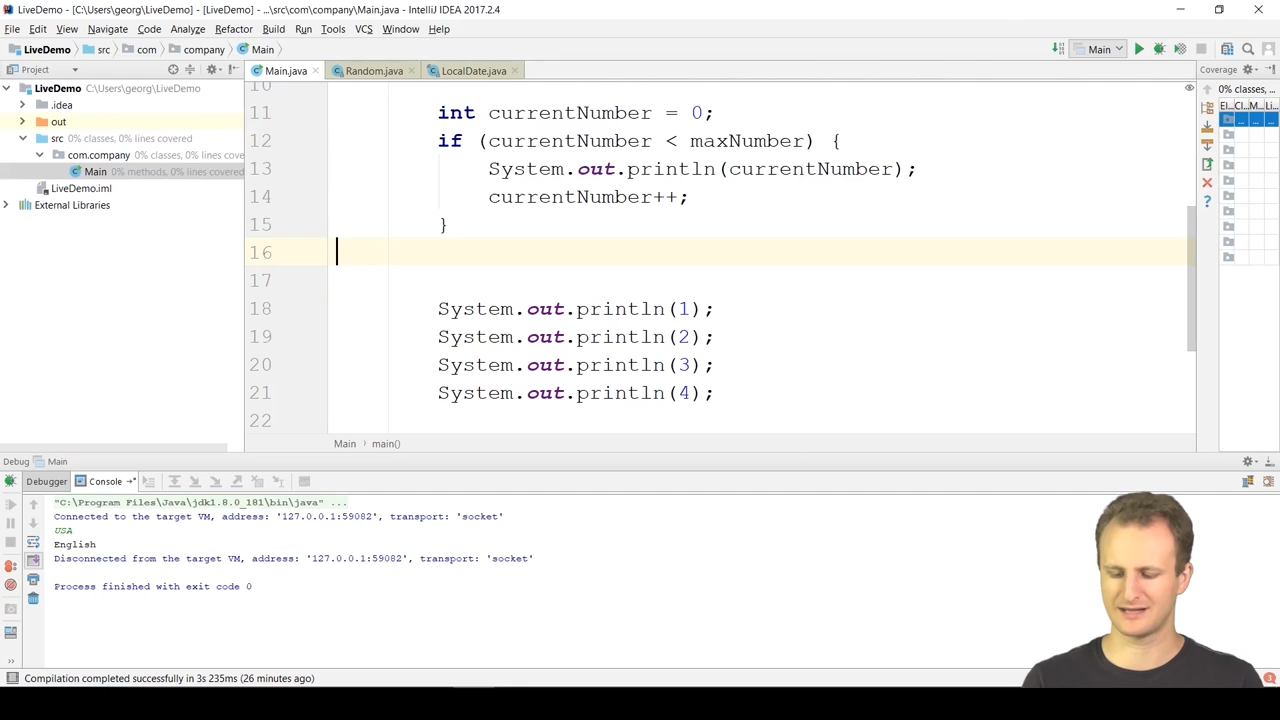 LiveDemo - [C:\Users\georg\LiveDemo] - [LiveDemo] - ...\src\com\company\Main.java - IntelliJ IDEA 2017.2.4
File Edit View Navigate Code Analyze Refactor Build Run Tools VCS Window Help
LiveDemo src com company Main Main
Project Main.java Random.java LocalDate.java Coverage
LiveDemo C:\Users\georg\LiveDemo
.idea
out
src 0% classes, 0% lines covered
com.company 0% classes, 0% lines covered
Main 0% methods, 0% lines covered
LiveDemo.iml
External Libraries
10
11 int currentNumber = 0;
12 if (currentNumber < maxNumber) {
13 System.out.println(currentNumber);
14 currentNumber++;
15 }
16
17
18 System.out.println(1);
19 System.out.println(2);
20 System.out.println(3);
21 System.out.println(4);
22
Main main()
0% classes,
El... Cl... M... Li...
... ... ...
Debug Main
Debugger Console
"C:\Program Files\Java\jdk1.8.0_181\bin\java" ...
Connected to the target VM, address: '127.0.0.1:59082', transport: 'socket'
USA
English
Disconnected from the target VM, address: '127.0.0.1:59082', transport: 'socket'
Process finished with exit code 0
Compilation completed successfully in 3s 235ms (26 minutes ago)